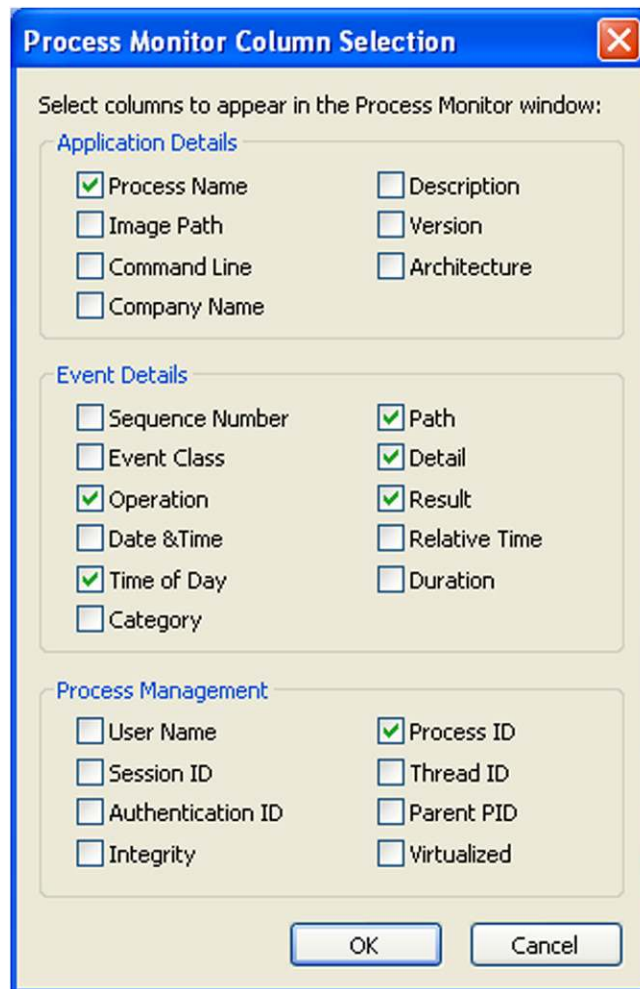 Process Monitor Column Selection
Select columns to appear in the Process Monitor window:
Application Details
Process Name
Description
Image Path
Version
Command Line
Architecture
Company Name
Event Details
Sequence Number
Path
Event Class
Detail
Operation
Result
Date &Time
Relative Time
Time of Day
Duration
Category
Process Management
User Name
Process ID
Session ID
Thread ID
Authentication ID
Parent PID
Integrity
Virtualized
OK
Cancel